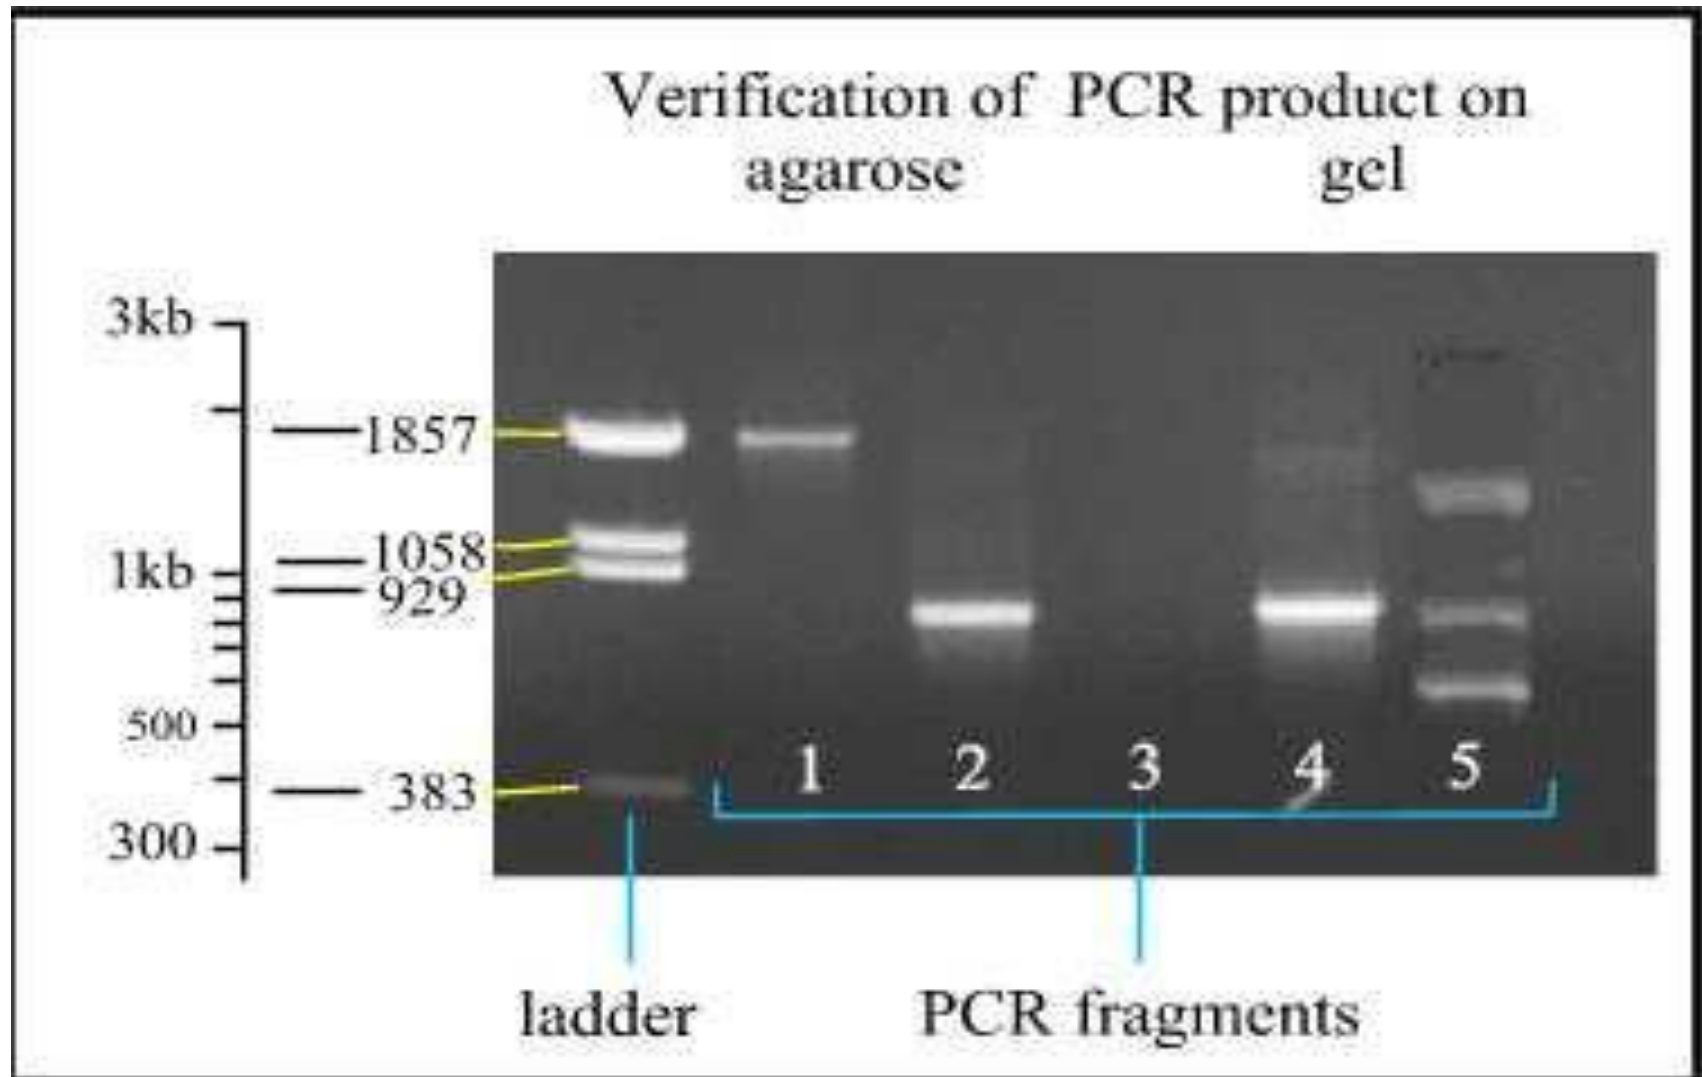 Verification of PCR product on
agarose gel
3kb
1857
1058
1kb
929
500
383
300
1 2 3 4 5
ladder
PCR fragments